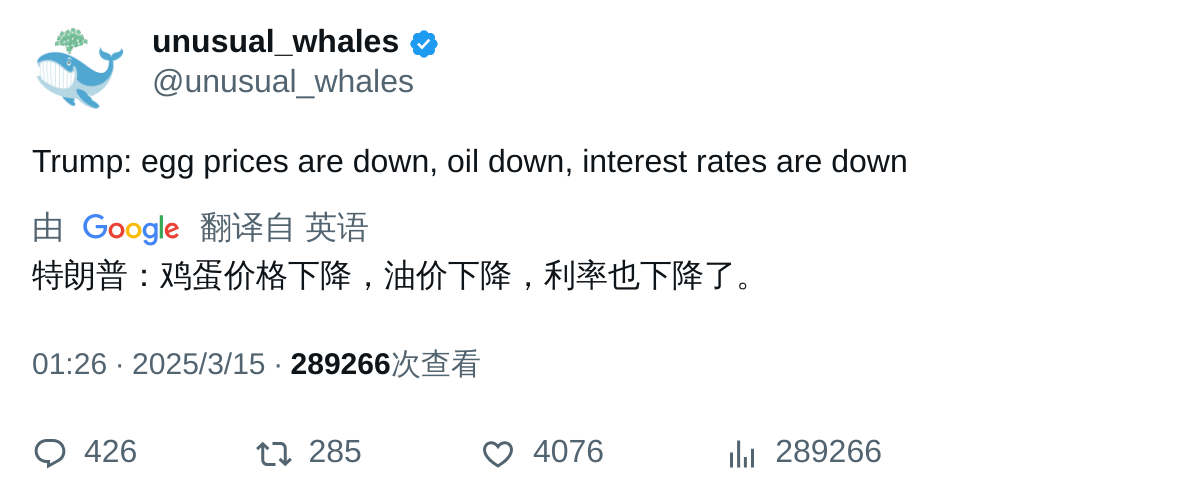 unusual_whales
@unusual_whales
Trump: egg prices are down, oil down, interest rates are down
由 Google 翻译自 英语
特朗普：鸡蛋价格下降，油价下降，利率也下降了。
01:26 · 2025/3/15 · 289266次查看
426 285 4076 289266